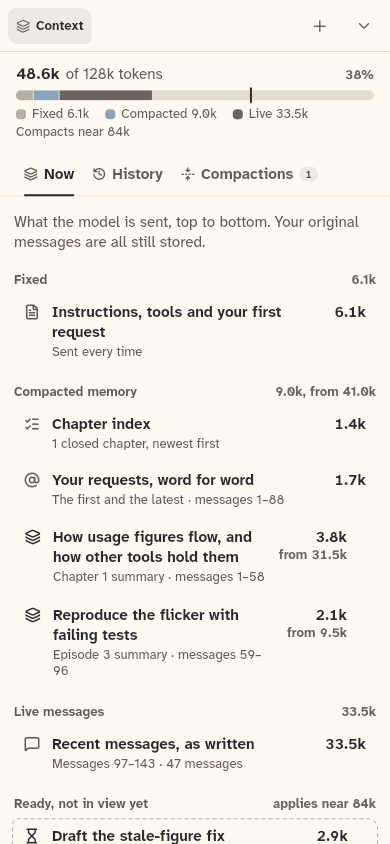 Context
48.6k of 128k tokens 38%
Fixed 6.1k Compacted 9.0k Live 33.5k
Compacts near 84k
Now History Compactions 1
What the model is sent, top to bottom. Your original
messages are all still stored.
Fixed 6.1k
Instructions, tools and your first 6.1k
request
Sent every time
Compacted memory 9.0k, from 41.0k
Chapter index 1.4k
1 closed chapter, newest first
Your requests, word for word 1.7k
The first and the latest · messages 1–88
How usage figures flow, and 3.8k
how other tools hold them from 31.5k
Chapter 1 summary · messages 1–58
Reproduce the flicker with 2.1k
failing tests from 9.5k
Episode 3 summary · messages 59–
96
Live messages 33.5k
Recent messages, as written 33.5k
Messages 97–143 · 47 messages
Ready, not in view yet applies near 84k
Draft the stale-figure fix 2.9k